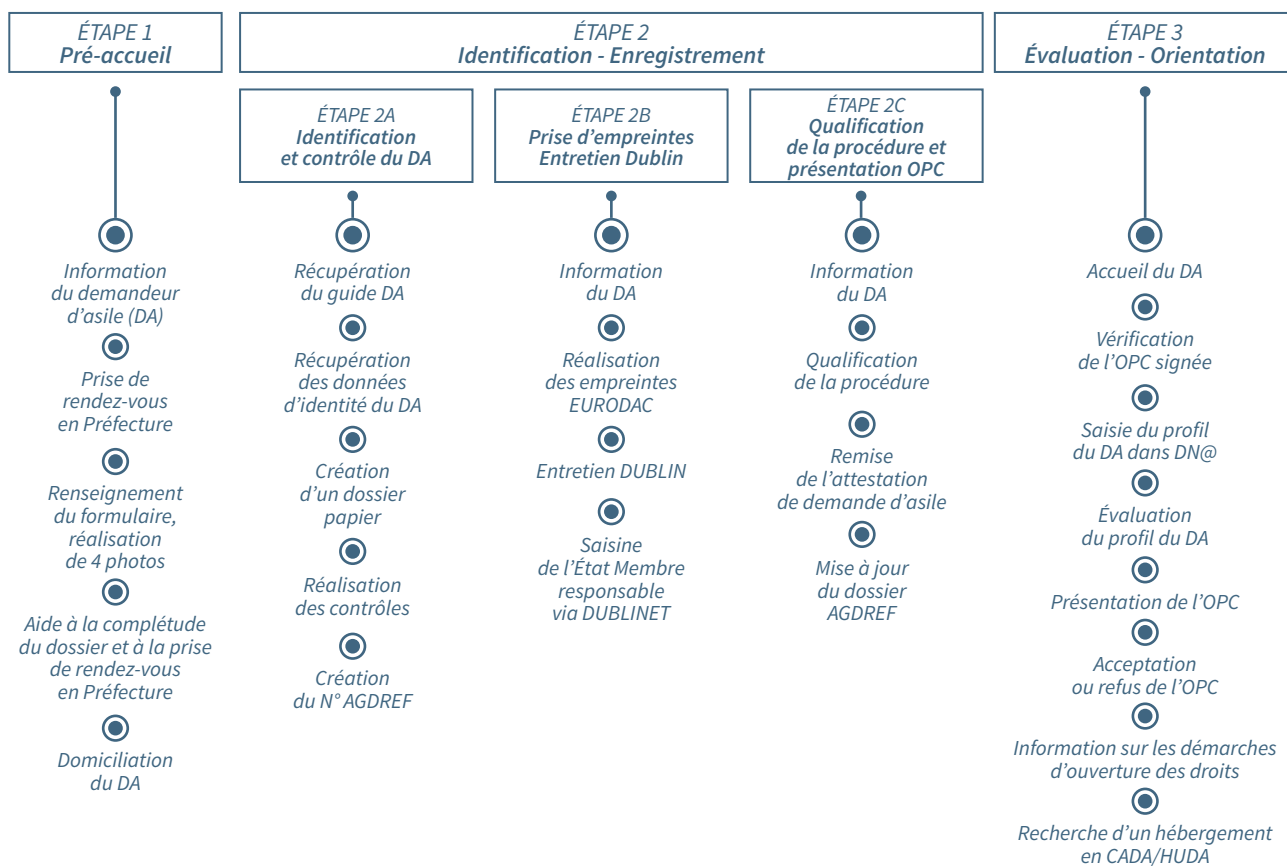 ÉTAPE 1
Pré-accueil
Information
du demandeur
d'asile (DA)
Prise de
rendez-vous
en Préfecture
Renseignement
du formulaire,
réalisation
de 4 photos
Aide à la complétude
du dossier et à la prise
de rendez-vous
en Préfecture
Domiciliation
du DA
ÉTAPE 2
Identification - Enregistrement
ÉTAPE 2A
Identification
et contrôle du DA
Récupération
du guide DA
Récupération
des données
d'identité du DA
Création
d'un dossier
papier
Réalisation
des contrôles
Création
du N° AGDREF
ÉTAPE 2B
Prise d'empreintes
Entretien Dublin
Information
du DA
Réalisation
des empreintes
EURODAC
Entretien DUBLIN
Saisine
de l'État Membre
responsable
via DUBLINET
ÉTAPE 2C
Qualification
de la procédure et
présentation OPC
Information
du DA
Qualification
de la procédure
Remise
de l'attestation
de demande d'asile
Mise à jour
du dossier
AGDREF
ÉTAPE 3
Évaluation - Orientation
Accueil du DA
Vérification
de l'OPC signée
Saisie du profil
du DA dans DN@
Évaluation
du profil du DA
Présentation de l'OPC
Acceptation
ou refus de l'OPC
Information sur les démarches
d'ouverture des droits
Recherche d'un hébergement
en CADA/HUDA